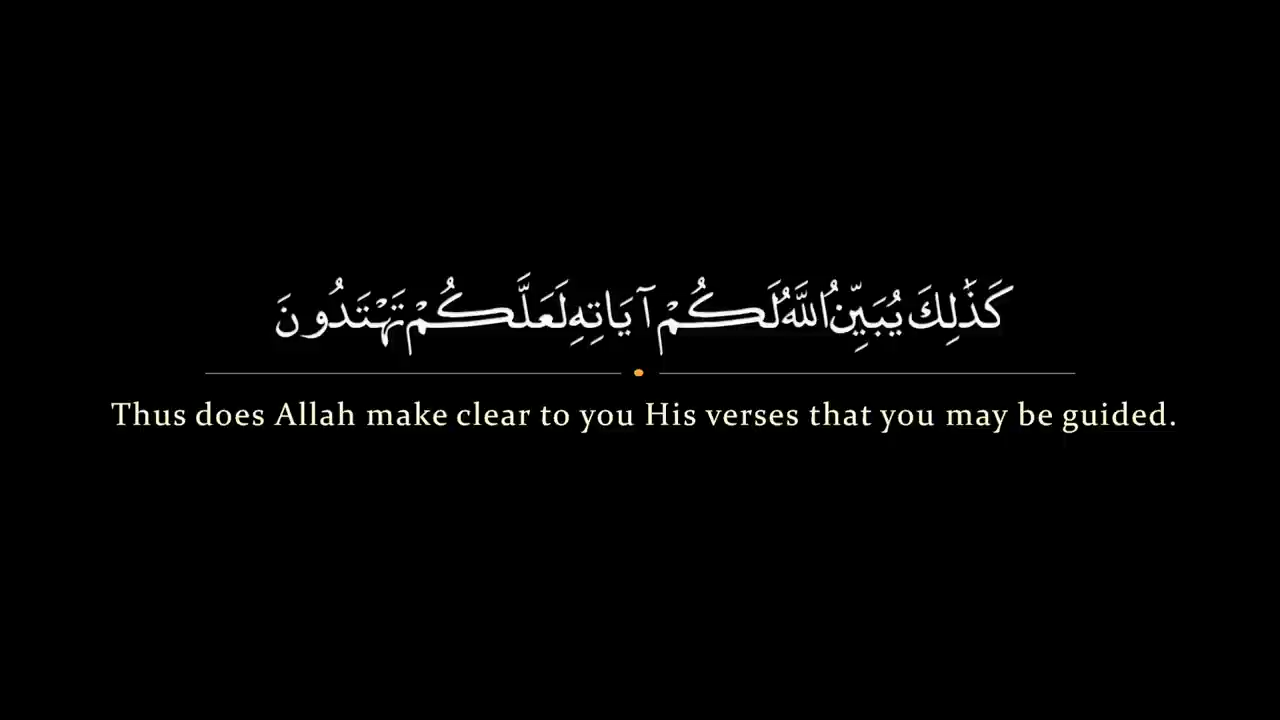 كَذَٰلِكَ يُبَيِّنُ اللَّهُ لَكُمْ آيَاتِهِ لَعَلَّكُمْ تَهْتَدُونَ
Thus does Allah make clear to you His verses that you may be guided.